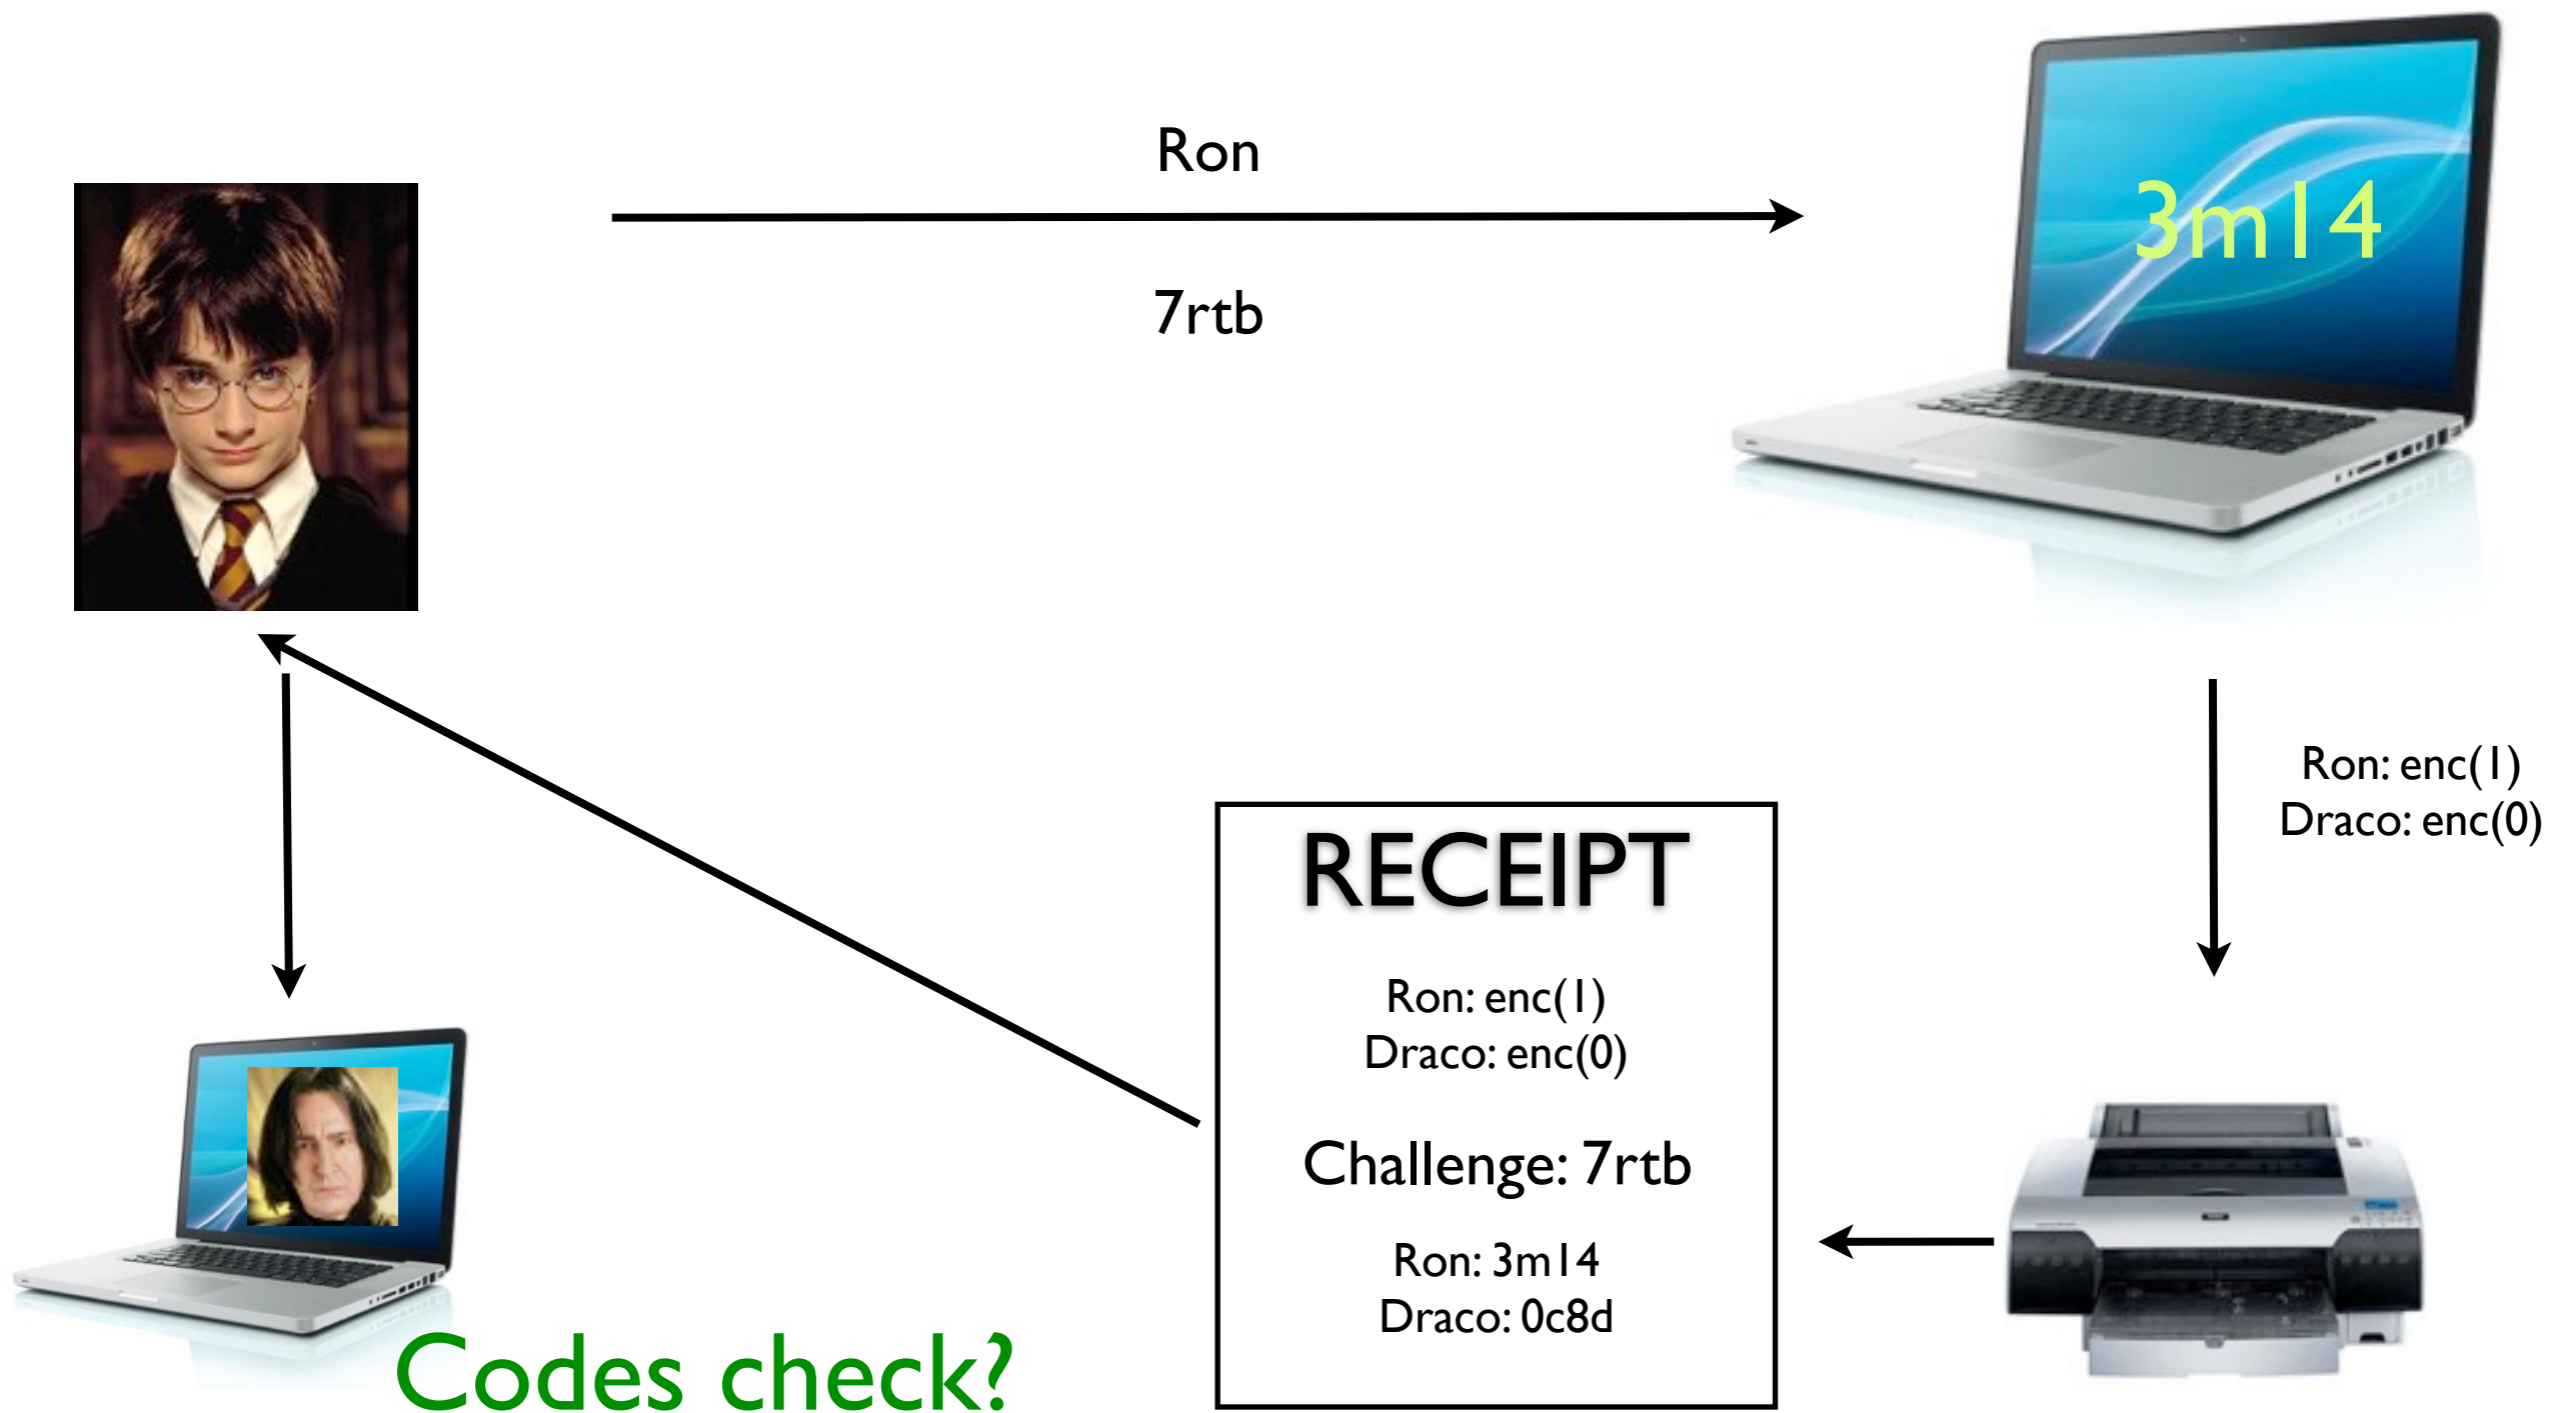 Ron
7rtb
3m14
Ron: enc(1)
Draco: enc(0)
RECEIPT
Ron: enc(1)
Draco: enc(0)
Challenge: 7rtb
Ron: 3m14
Draco: 0c8d
Codes check?